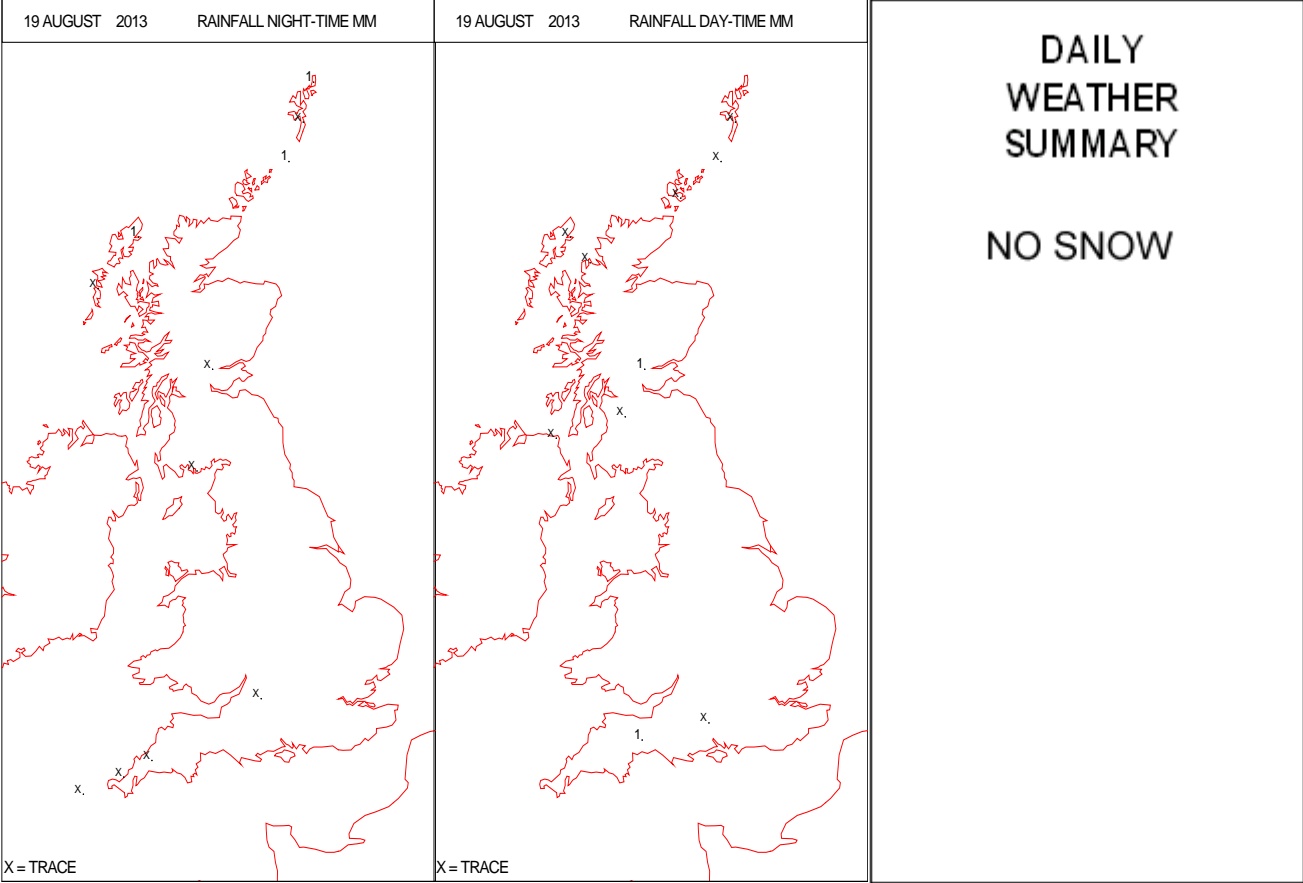 19 AUGUST 2013 RAINFALL NIGHT-TIME MM
1.
X.
1.
1.
X.
X.
X.
X.
X.
X.
X.
X = TRACE
19 AUGUST 2013 RAINFALL DAY-TIME MM
X.
X.
X.
X.
X.
1.
X.
X.
X.
1.
X = TRACE
DAILY
WEATHER
SUMMARY
NO SNOW